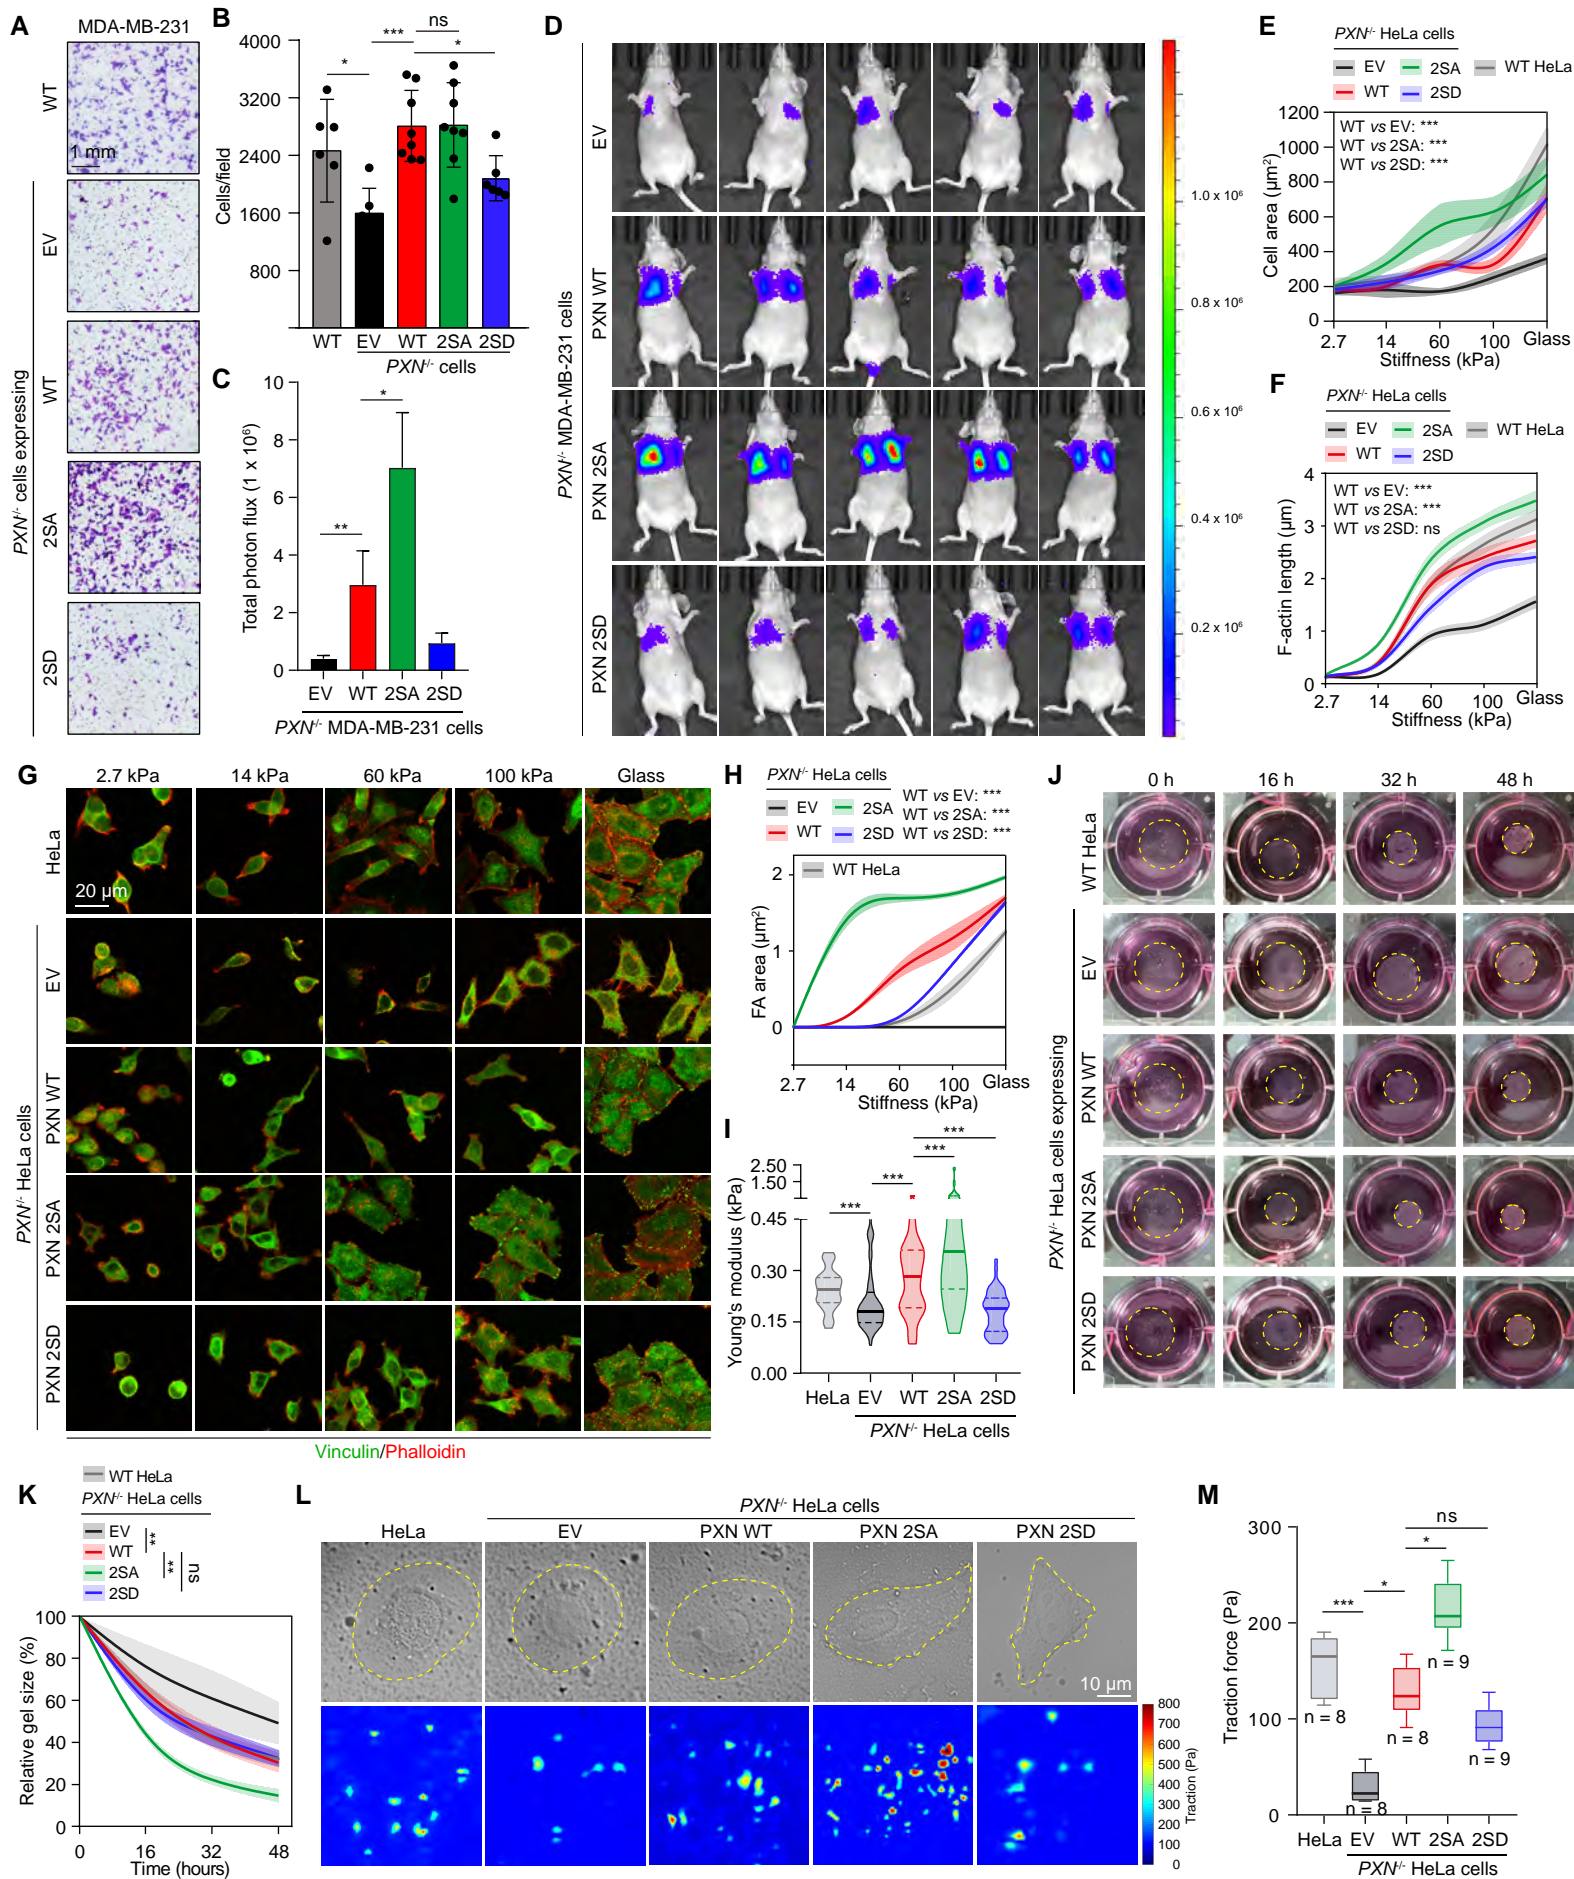 A
MDA-MB-231
WT
1 mm
EV
WT
2SA
2SD
PXN-/- cells expressing
B
Cells/field
4000
3200
2400
1600
800
*
***
ns
*
WT
EV
WT
2SA
2SD
PXN-/- cells
C
Total photon flux (1 x 10⁶)
10
8
6
4
2
0
**
*
EV
WT
2SA
2SD
PXN-/- MDA-MB-231 cells
D
PXN-/- MDA-MB-231 cells
EV
PXN WT
PXN 2SA
PXN 2SD
1.0 x 10⁶
0.8 x 10⁶
0.6 x 10⁶
0.4 x 10⁶
0.2 x 10⁶
E
PXN-/- HeLa cells
EV
2SA
WT HeLa
WT
2SD
WT vs EV: ***
WT vs 2SA: ***
WT vs 2SD: ***
Cell area (µm²)
1200
1000
800
600
400
200
0
2.7
14
60
100
Glass
Stiffness (kPa)
F
PXN-/- HeLa cells
EV
2SA
WT HeLa
WT
2SD
WT vs EV: ***
WT vs 2SA: ***
WT vs 2SD: ns
F-actin length (µm)
4
3
2
1
0
2.7
14
60
100
Glass
Stiffness (kPa)
G
2.7 kPa
14 kPa
60 kPa
100 kPa
Glass
HeLa
20 µm
EV
PXN WT
PXN 2SA
PXN 2SD
PXN-/- HeLa cells
Vinculin/Phalloidin
H
PXN-/- HeLa cells
EV
2SA
WT
2SD
WT vs EV: ***
WT vs 2SA: ***
WT vs 2SD: ***
WT HeLa
FA area (µm²)
2
1
0
2.7
14
60
100
Glass
Stiffness (kPa)
I
Young's modulus (kPa)
2.50
1.50
0.45
0.30
0.15
0.00
***
***
***
***
HeLa
EV
WT
2SA
2SD
PXN-/- HeLa cells
J
0 h
16 h
32 h
48 h
WT HeLa
EV
PXN WT
PXN 2SA
PXN 2SD
PXN-/- HeLa cells expressing
K
WT HeLa
PXN-/- HeLa cells
EV
WT
2SA
2SD
**
**
ns
Relative gel size (%)
100
80
60
40
20
0
0
16
32
48
Time (hours)
L
PXN-/- HeLa cells
HeLa
EV
PXN WT
PXN 2SA
PXN 2SD
10 µm
Traction (Pa)
800
700
600
500
400
300
200
100
0
M
Traction force (Pa)
300
200
100
0
***
*
*
ns
n = 8
n = 8
n = 8
n = 9
n = 9
HeLa
EV
WT
2SA
2SD
PXN-/- HeLa cells